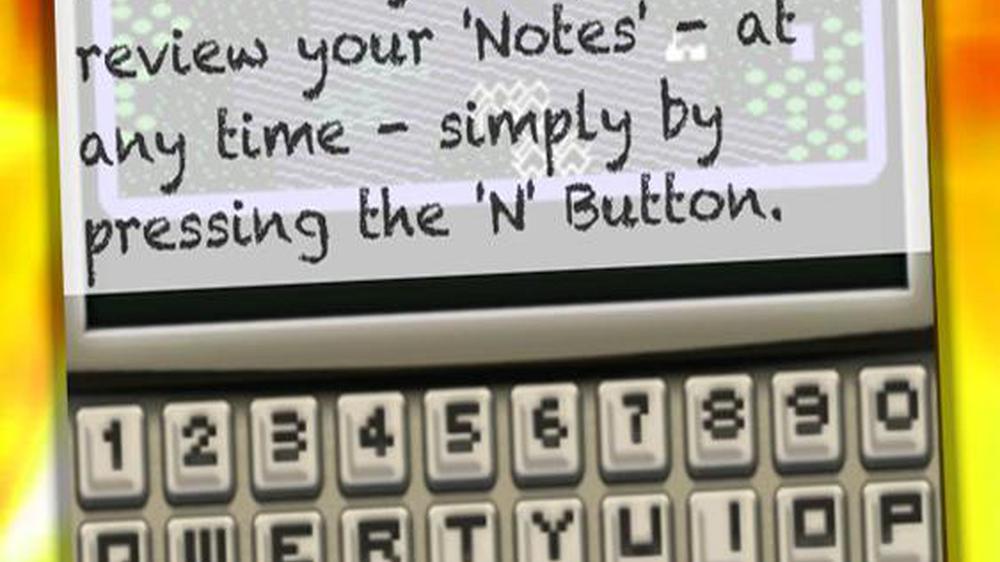 review your 'Notes' - at
any time - simply by
pressing the 'N' Button.
1 2 3 4 5 6 7 8 9 0
Q W E R T Y U I O P